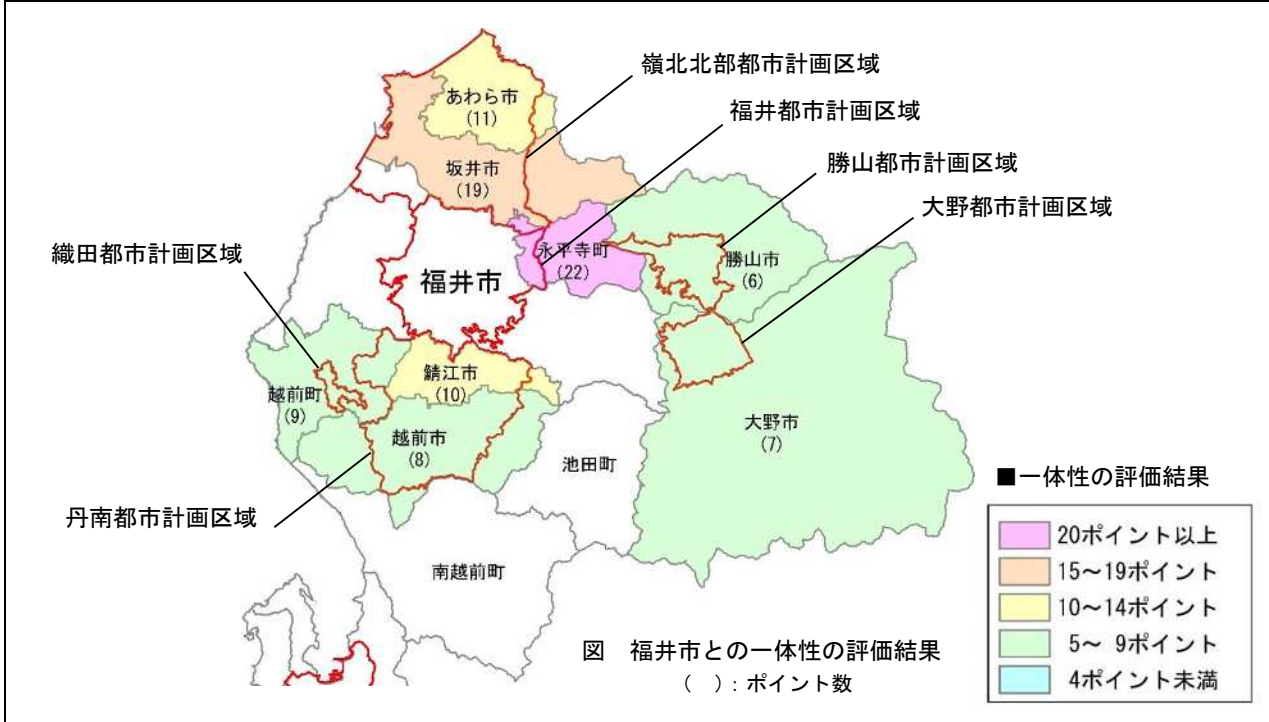 嶺北北部都市計画区域
福井都市計画区域
勝山都市計画区域
大野都市計画区域
織田都市計画区域
丹南都市計画区域
あわら市
(11)
坂井市
(19)
永平寺町
(22)
勝山市
(6)
福井市
鯖江市
(10)
越前町
(9)
越前市
(8)
大野市
(7)
池田町
南越前町
■一体性の評価結果
20ポイント以上
15～19ポイント
10～14ポイント
5～ 9ポイント
4ポイント未満
図 福井市との一体性の評価結果
（ ）：ポイント数